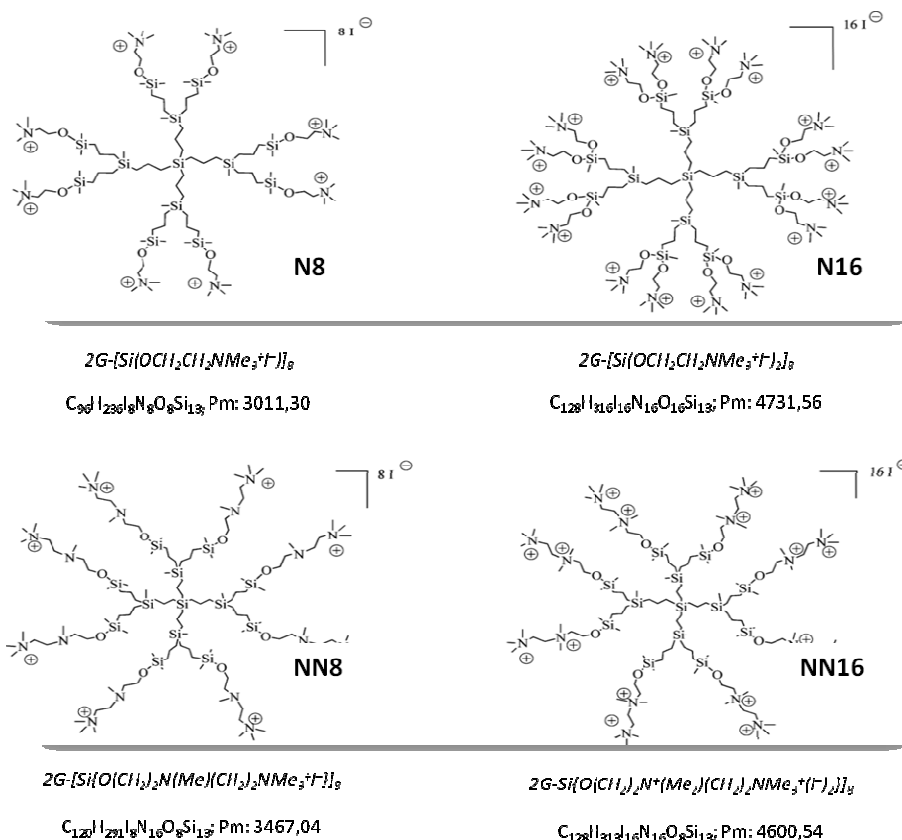 8 I ⊖
16 I ⊖
N8
N16
2G-[Si(OCH₂CH₂NMe₃⁺I⁻)]₈
2G-[Si(OCH₂CH₂NMe₃⁺I⁻)₂]₈
C₉₆H₂₃₆I₈N₈O₈Si₁₃; Pm: 3011,30
C₁₂₈H₃₁₆I₁₆N₁₆O₁₆Si₁₃; Pm: 4731,56
8 I ⊖
16 I ⊖
NN8
NN16
2G-[Si{O(CH₂)₂N(Me)(CH₂)₂NMe₃⁺I⁻}]₈
2G-Si{O(CH₂)₂N⁺(Me₂)(CH₂)₂NMe₃⁺(I⁻)₂}]₈
C₁₂₀H₂₉₁I₈N₁₆O₈Si₁₃; Pm: 3467,04
C₁₂₈H₃₁₃I₁₆N₁₆O₈Si₁₃; Pm: 4600,54